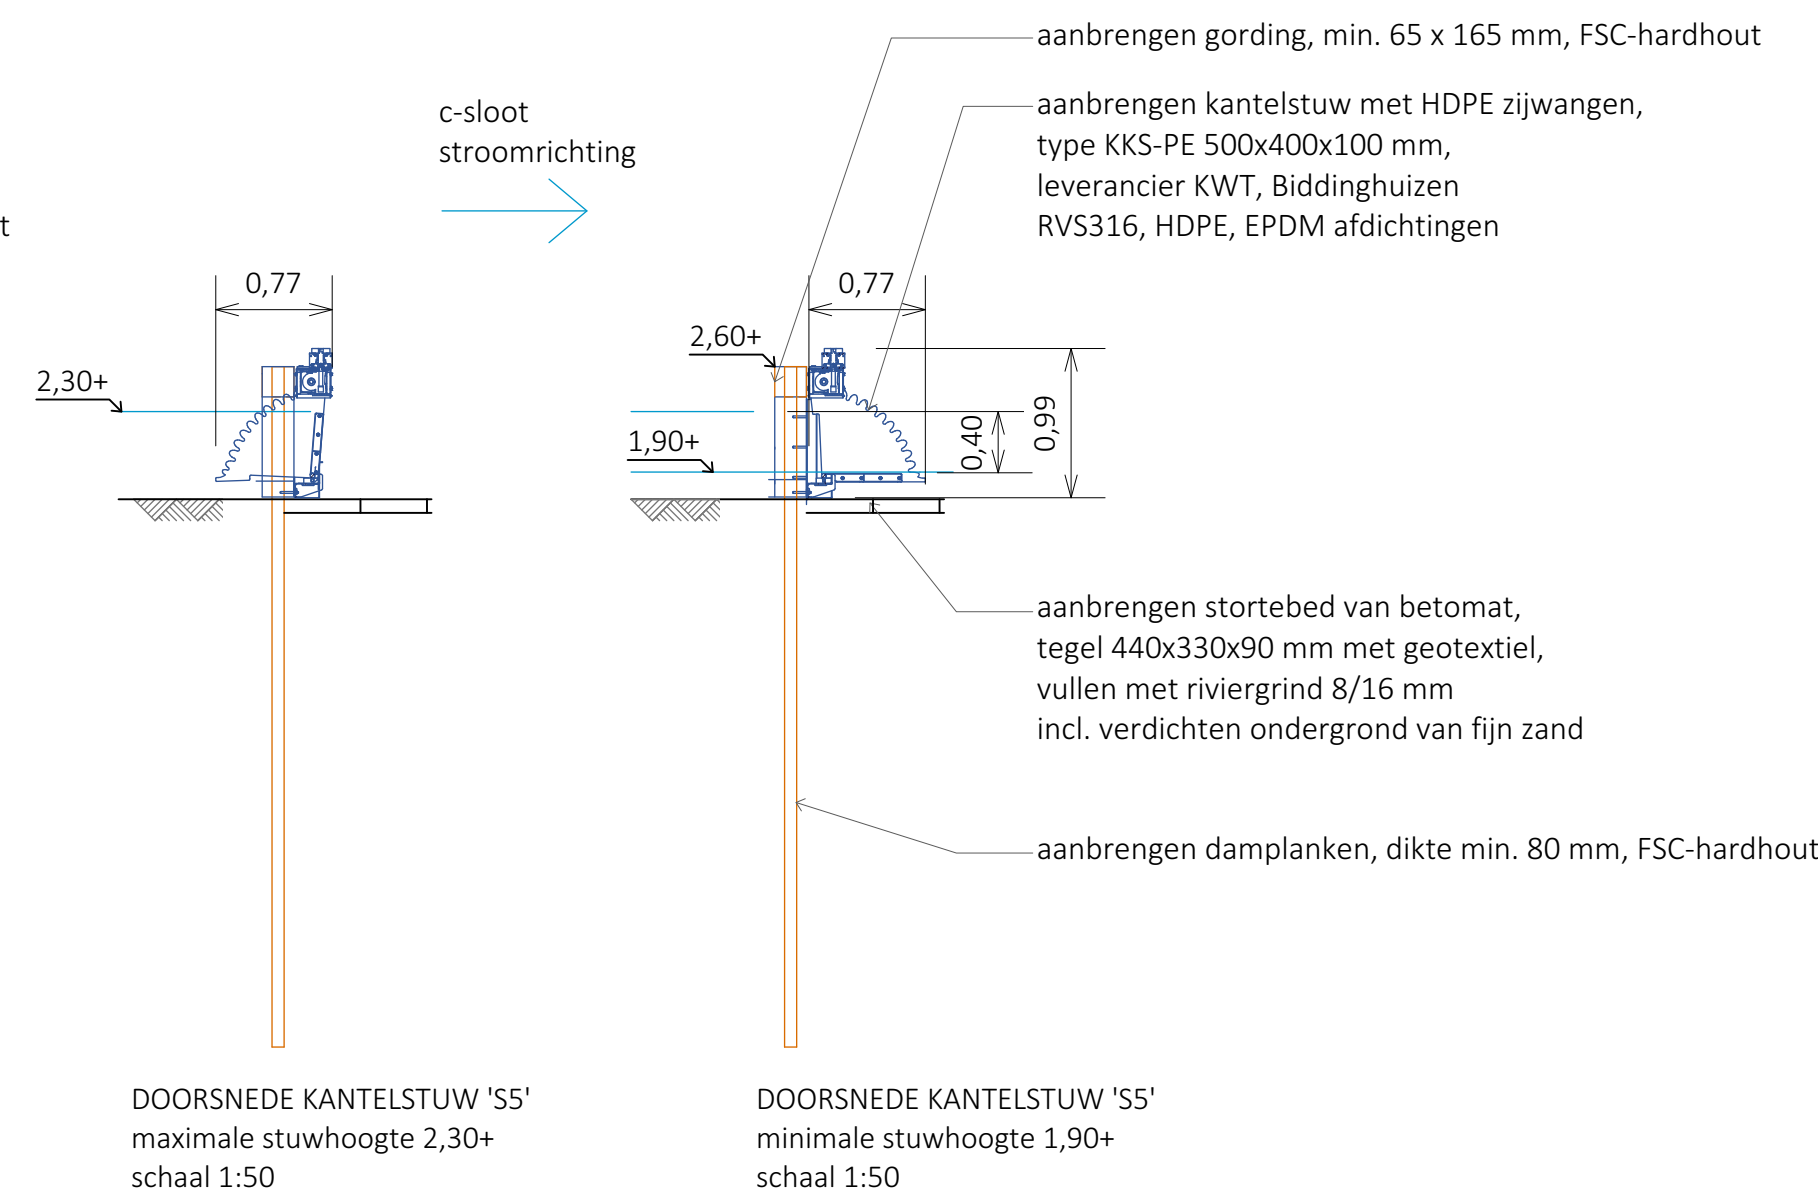 aanbrengen gording, min. 65 x 165 mm, FSC-hardhout
aanbrengen kantelstuw met HDPE zijwangen,
type KKS-PE 500x400x100 mm,
leverancier KWT, Biddinghuizen
RVS316, HDPE, EPDM afdichtingen
c-sloot
stroomrichting
t
0,77
2,30+
0,77
2,60+
1,90+
0,40
0,99
aanbrengen stortebed van betomat,
tegel 440x330x90 mm met geotextiel,
vullen met riviergrind 8/16 mm
incl. verdichten ondergrond van fijn zand
aanbrengen damplanken, dikte min. 80 mm, FSC-hardhout
DOORSNEDE KANTELSTUW 'S5'
maximale stuwhoogte 2,30+
schaal 1:50
DOORSNEDE KANTELSTUW 'S5'
minimale stuwhoogte 1,90+
schaal 1:50